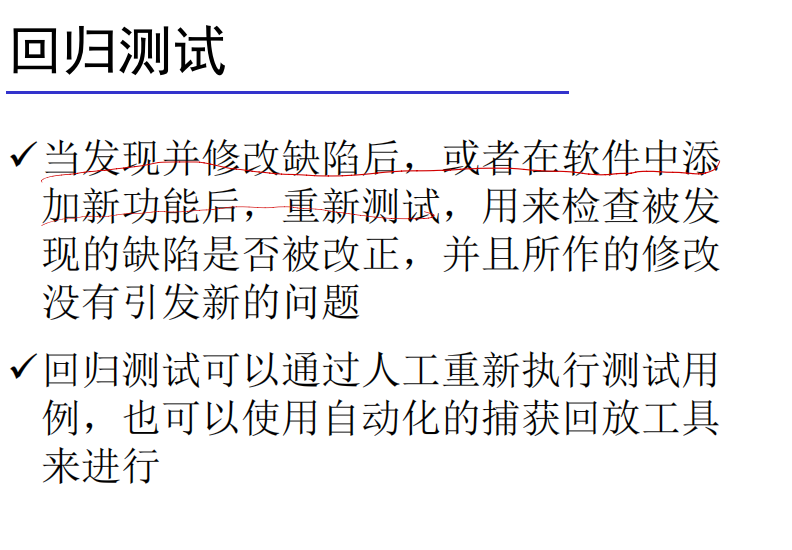 回归测试
✓当发现并修改缺陷后，或者在软件中添
加新功能后，重新测试，用来检查被发
现的缺陷是否被改正，并且所作的修改
没有引发新的问题
✓回归测试可以通过人工重新执行测试用
例，也可以使用自动化的捕获回放工具
来进行